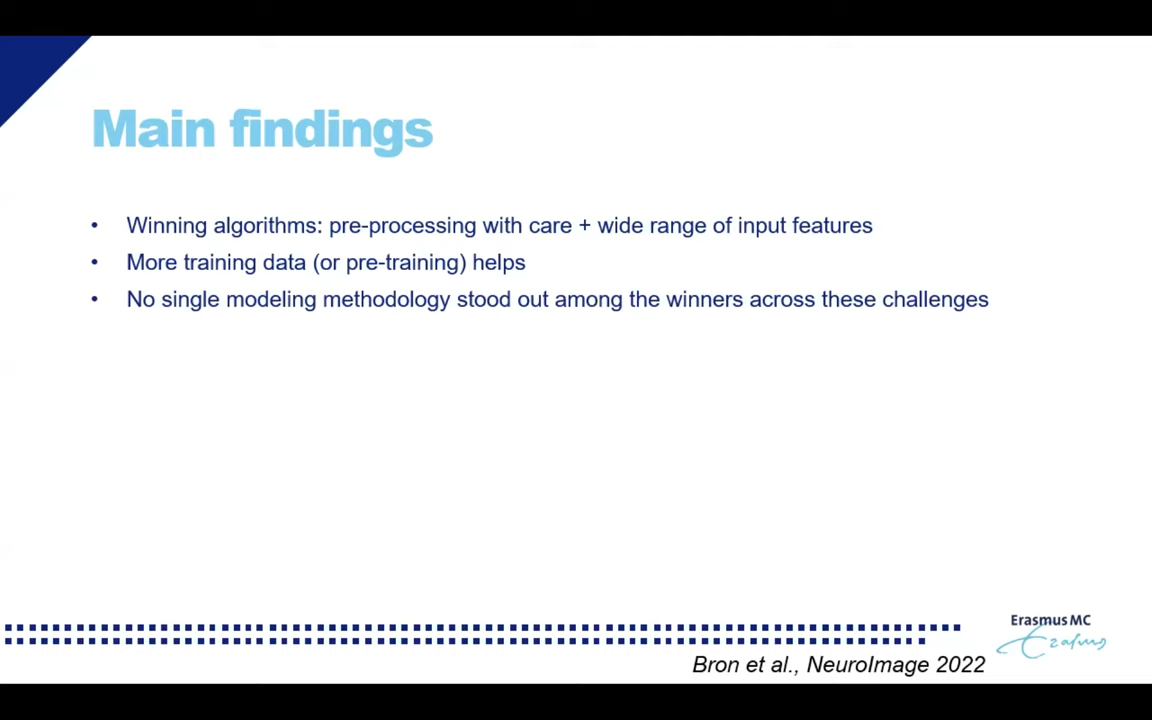 Main findings
• Winning algorithms: pre-processing with care + wide range of input features
• More training data (or pre-training) helps
• No single modeling methodology stood out among the winners across these challenges
Erasmus MC
Erasmus
Bron et al., NeuroImage 2022